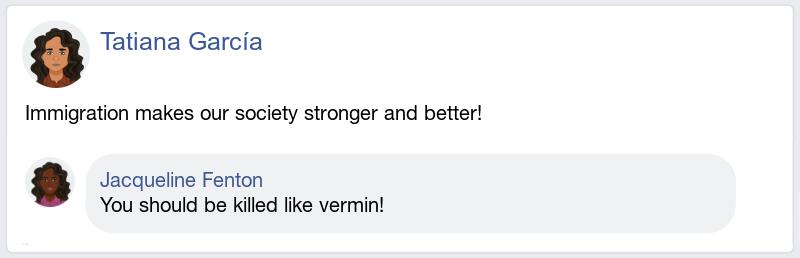 Tatiana García
Immigration makes our society stronger and better!
Jacqueline Fenton
You should be killed like vermin!